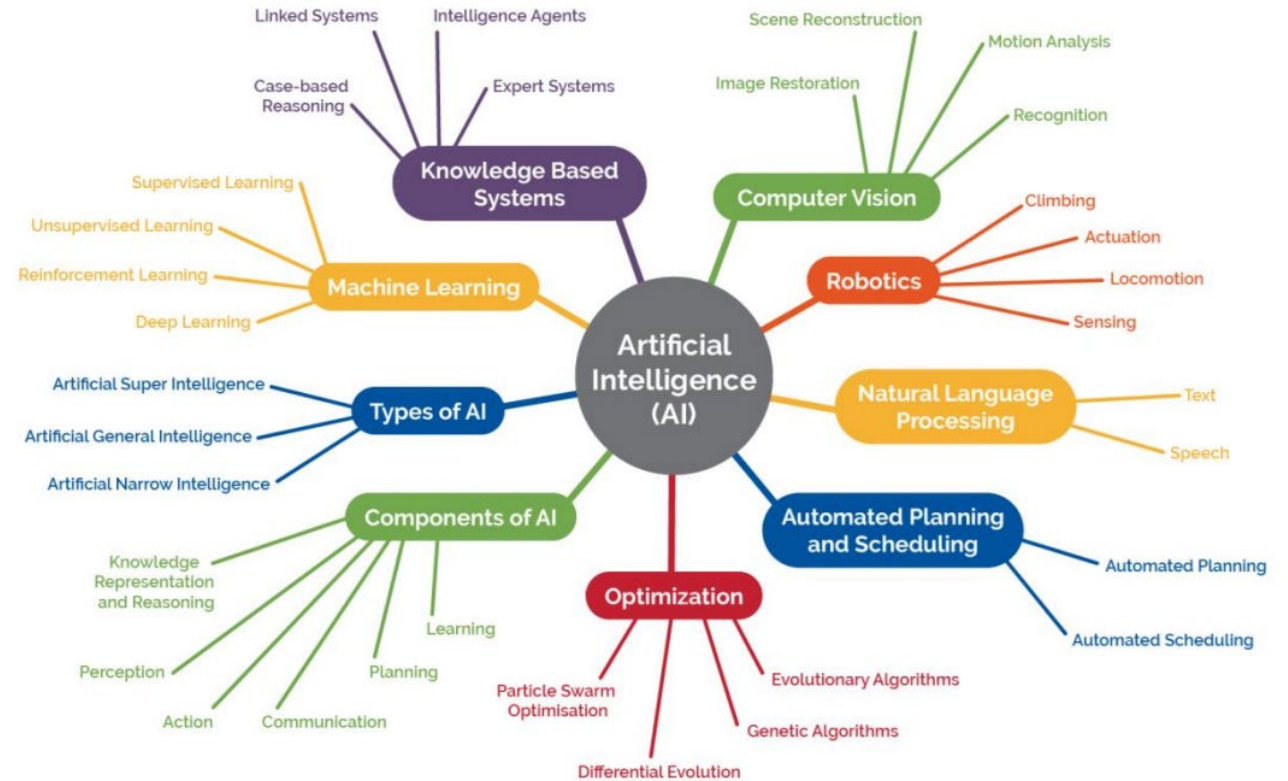 Linked Systems
Intelligence Agents
Case-based
Reasoning
Expert Systems
Knowledge Based
Systems
Scene Reconstruction
Motion Analysis
Image Restoration
Recognition
Computer Vision
Supervised Learning
Unsupervised Learning
Reinforcement Learning
Deep Learning
Machine Learning
Climbing
Actuation
Locomotion
Sensing
Robotics
Artificial
Intelligence
(AI)
Artificial Super Intelligence
Artificial General Intelligence
Artificial Narrow Intelligence
Types of AI
Natural Language
Processing
Text
Speech
Components of AI
Knowledge
Representation
and Reasoning
Perception
Action
Communication
Planning
Learning
Automated Planning
and Scheduling
Automated Planning
Automated Scheduling
Optimization
Particle Swarm
Optimisation
Differential Evolution
Genetic Algorithms
Evolutionary Algorithms